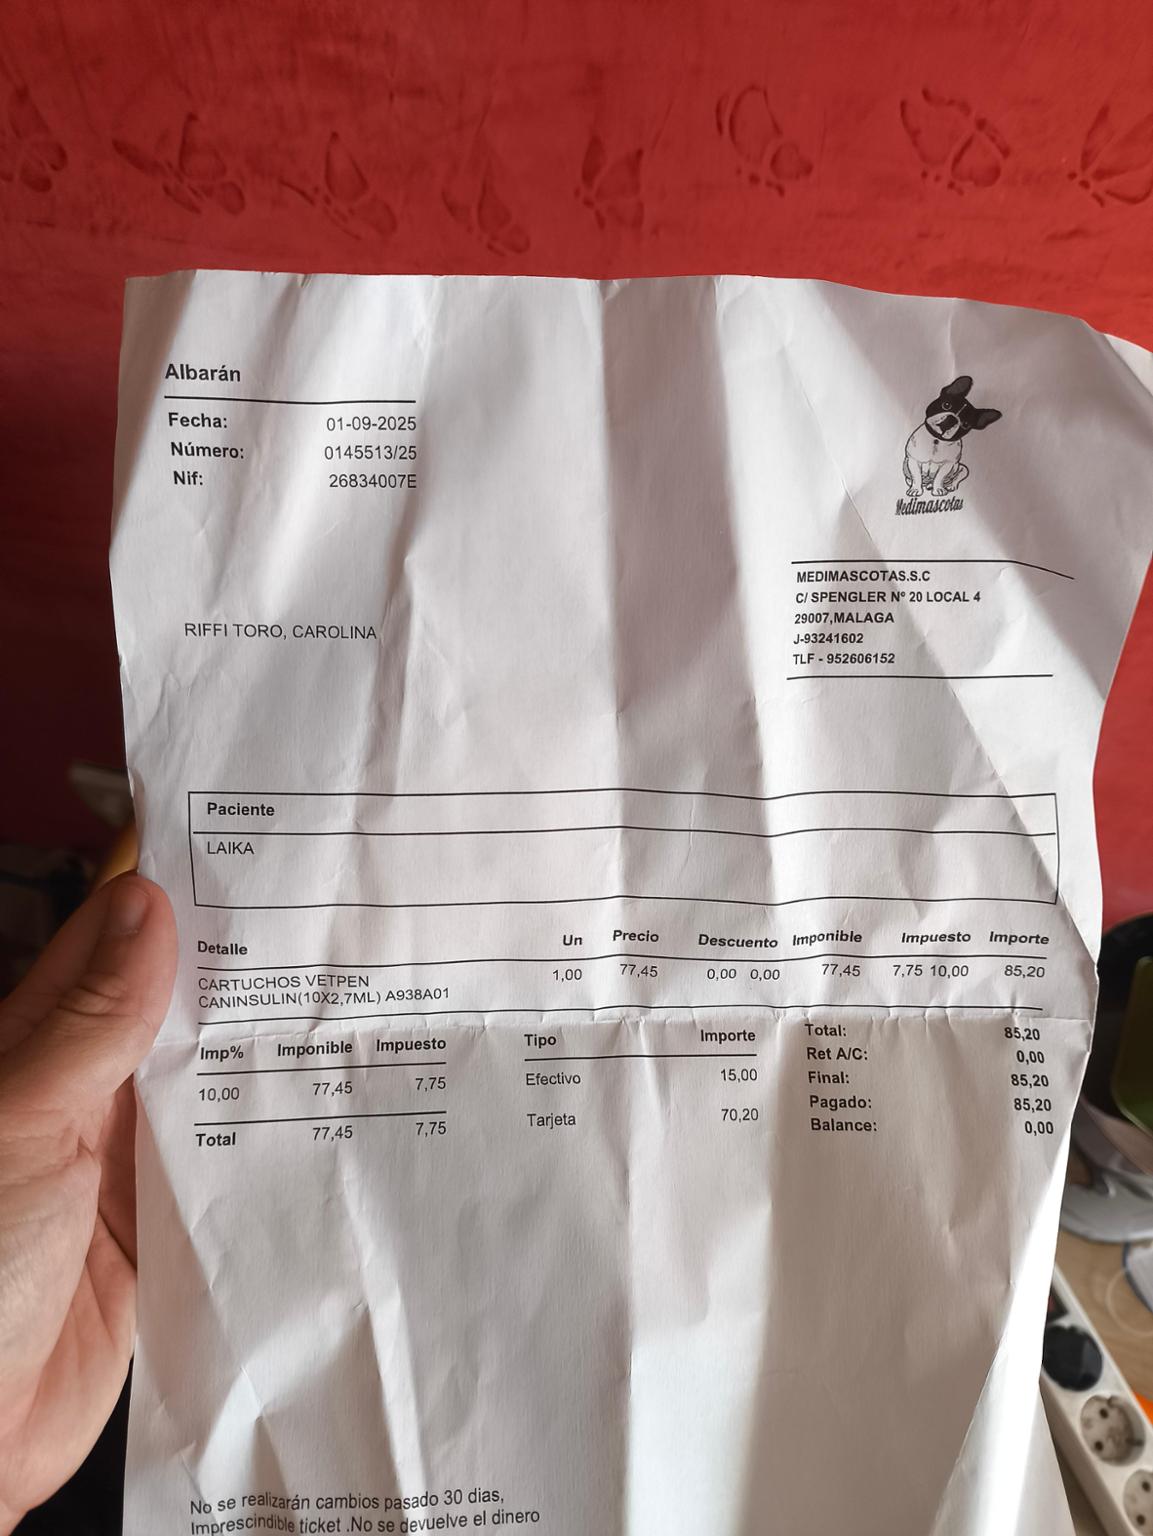 Albarán
Fecha: 01-09-2025
Número: 0145513/25
Nif: 26834007E
Medimascotas
MEDIMASCOTAS.S.C
C/ SPENGLER Nº 20 LOCAL 4
29007,MALAGA
J-93241602
TLF - 952606152
RIFFI TORO, CAROLINA
Paciente
LAIKA
Detalle Un Precio Descuento Imponible Impuesto Importe
CARTUCHOS VETPEN 1,00 77,45 0,00 0,00 77,45 7,75 10,00 85,20
CANINSULIN(10X2,7ML) A938A01
Imp% Imponible Impuesto
10,00 77,45 7,75
Total 77,45 7,75
Tipo Importe
Efectivo 15,00
Tarjeta 70,20
Total: 85,20
Ret A/C: 0,00
Final: 85,20
Pagado: 85,20
Balance: 0,00
No se realizarán cambios pasado 30 dias,
Imprescindible ticket .No se devuelve el dinero